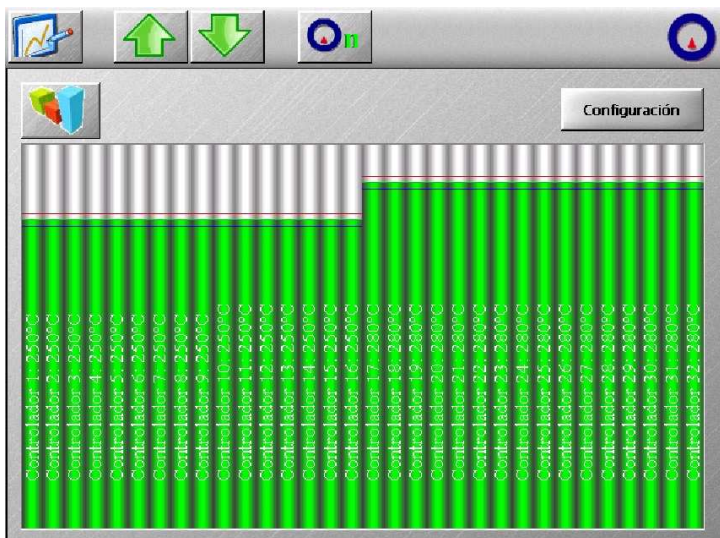 n
Configuración
Controlador 1: 250°C
Controlador 2: 250°C
Controlador 3: 250°C
Controlador 4: 250°C
Controlador 5: 250°C
Controlador 6: 250°C
Controlador 7: 250°C
Controlador 8: 250°C
Controlador 9: 250°C
Controlador 10: 250°C
Controlador 11: 250°C
Controlador 12: 250°C
Controlador 13: 250°C
Controlador 14: 250°C
Controlador 15: 250°C
Controlador 16: 250°C
Controlador 17: 280°C
Controlador 18: 280°C
Controlador 19: 280°C
Controlador 20: 280°C
Controlador 21: 280°C
Controlador 22: 280°C
Controlador 23: 280°C
Controlador 24: 280°C
Controlador 25: 280°C
Controlador 26: 280°C
Controlador 27: 280°C
Controlador 28: 280°C
Controlador 29: 280°C
Controlador 30: 280°C
Controlador 31: 280°C
Controlador 32: 280°C